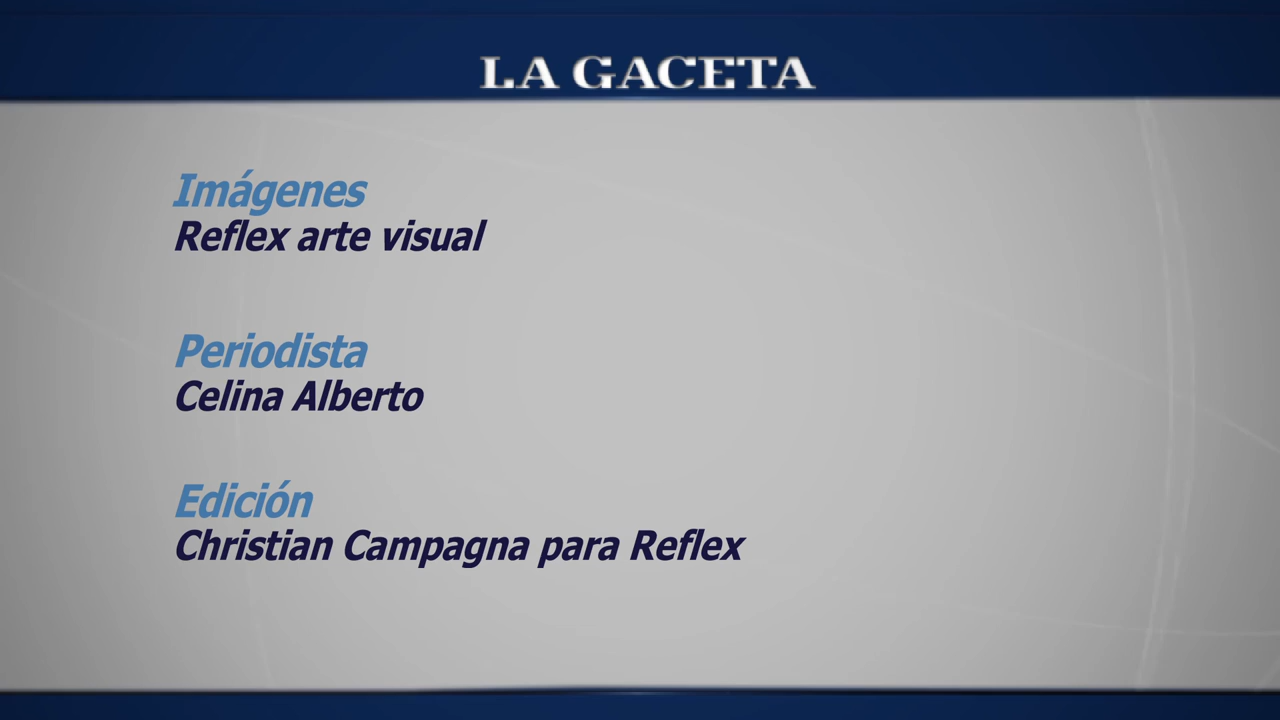 LA GACETA
Imágenes
Reflex arte visual
Periodista
Celina Alberto
Edición
Christian Campagna para Reflex